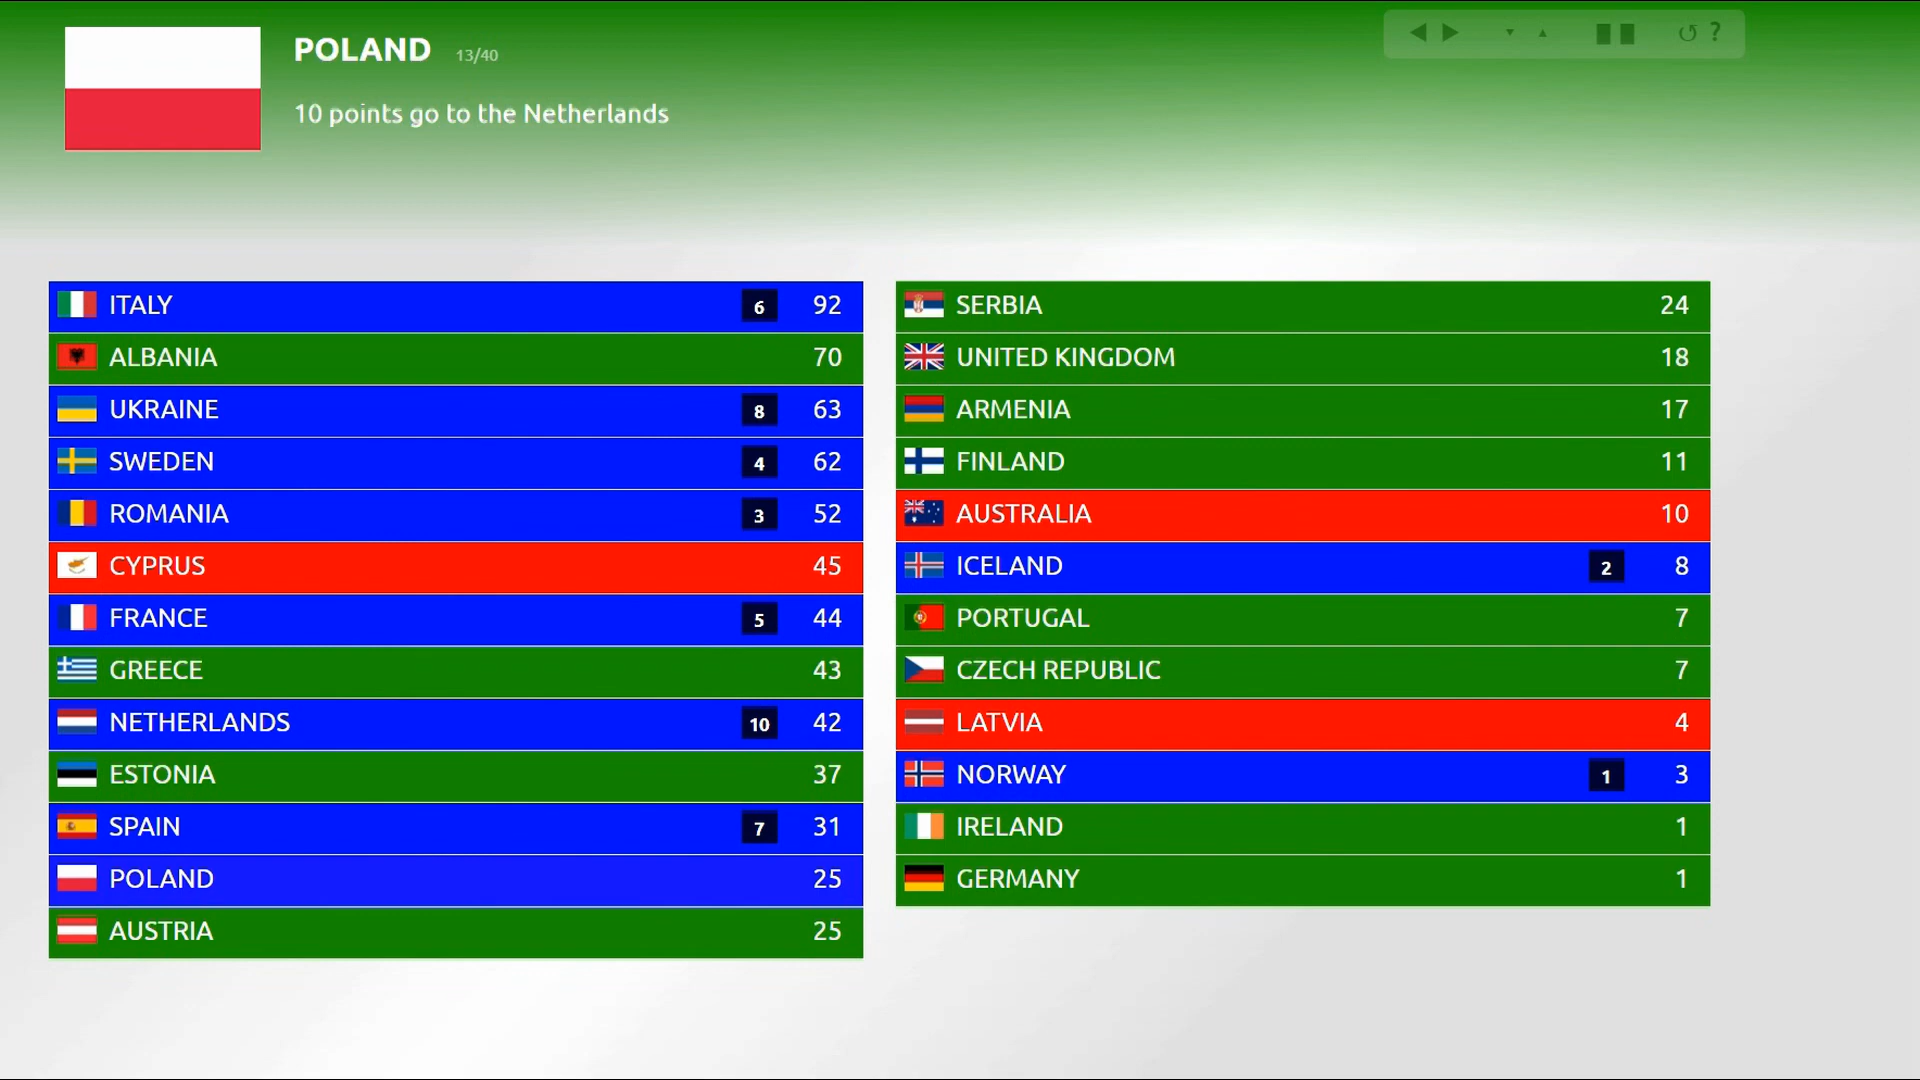 POLAND 13/40
10 points go to the Netherlands
?
ITALY 6 92
ALBANIA 70
UKRAINE 8 63
SWEDEN 4 62
ROMANIA 3 52
CYPRUS 45
FRANCE 5 44
GREECE 43
NETHERLANDS 10 42
ESTONIA 37
SPAIN 7 31
POLAND 25
AUSTRIA 25
SERBIA 24
UNITED KINGDOM 18
ARMENIA 17
FINLAND 11
AUSTRALIA 10
ICELAND 2 8
PORTUGAL 7
CZECH REPUBLIC 7
LATVIA 4
NORWAY 1 3
IRELAND 1
GERMANY 1